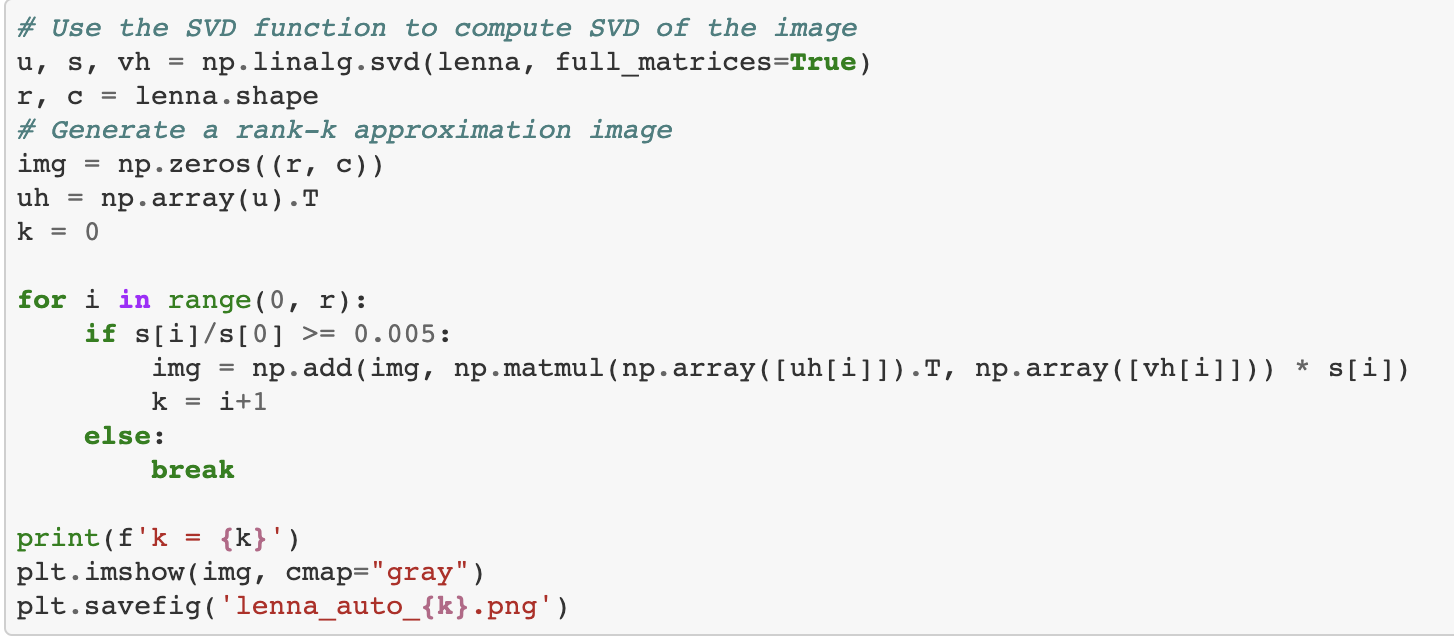 # Use the SVD function to compute SVD of the image
u, s, vh = np.linalg.svd(lenna, full_matrices=True)
r, c = lenna.shape
# Generate a rank-k approximation image
img = np.zeros((r, c))
uh = np.array(u).T
k = 0

for i in range(0, r):
    if s[i]/s[0] >= 0.005:
        img = np.add(img, np.matmul(np.array([uh[i]]).T, np.array([vh[i]])) * s[i])
        k = i+1
    else:
        break

print(f'k = {k}')
plt.imshow(img, cmap="gray")
plt.savefig('lenna_auto_{k}.png')